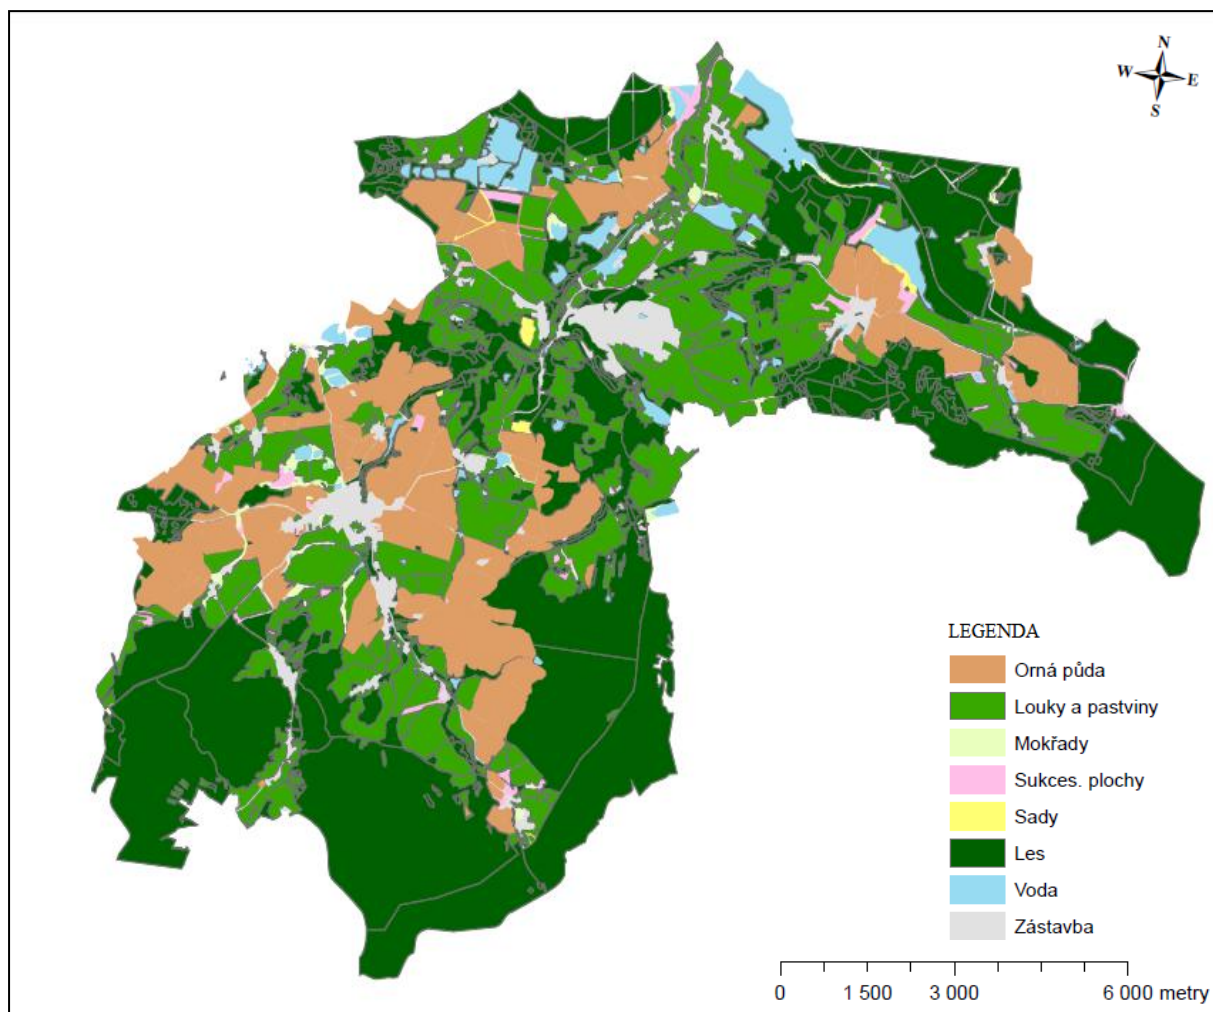 N
W E
S
LEGENDA
Orná půda
Louky a pastviny
Mokřady
Sukces. plochy
Sady
Les
Voda
Zástavba
0 1 500 3 000 6 000 metry